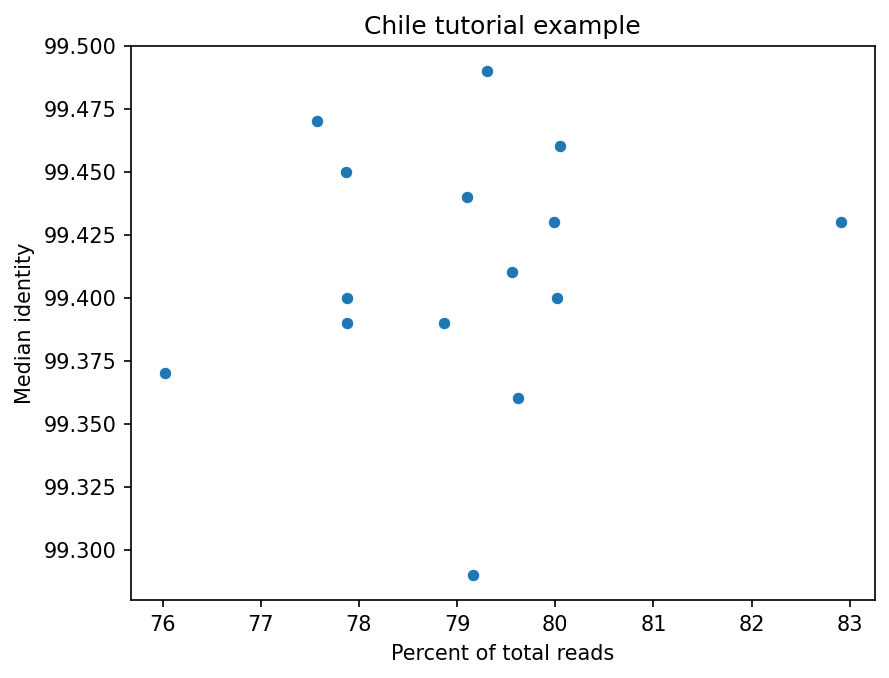 Chile tutorial example
99.500
99.475
99.450
99.425
99.400
99.375
99.350
99.325
99.300
Median identity
76 77 78 79 80 81 82 83
Percent of total reads